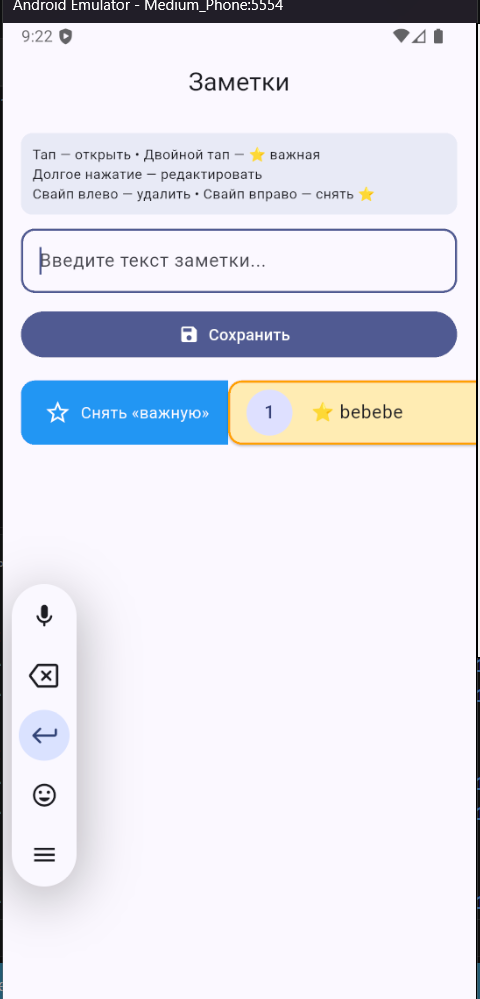 Android Emulator - Medium_Phone:5554
9:22
Заметки
Тап — открыть • Двойной тап — ⭐ важная
Долгое нажатие — редактировать
Свайп влево — удалить • Свайп вправо — снять ⭐
Введите текст заметки...
Сохранить
Снять «важную»
1
⭐ bebebe